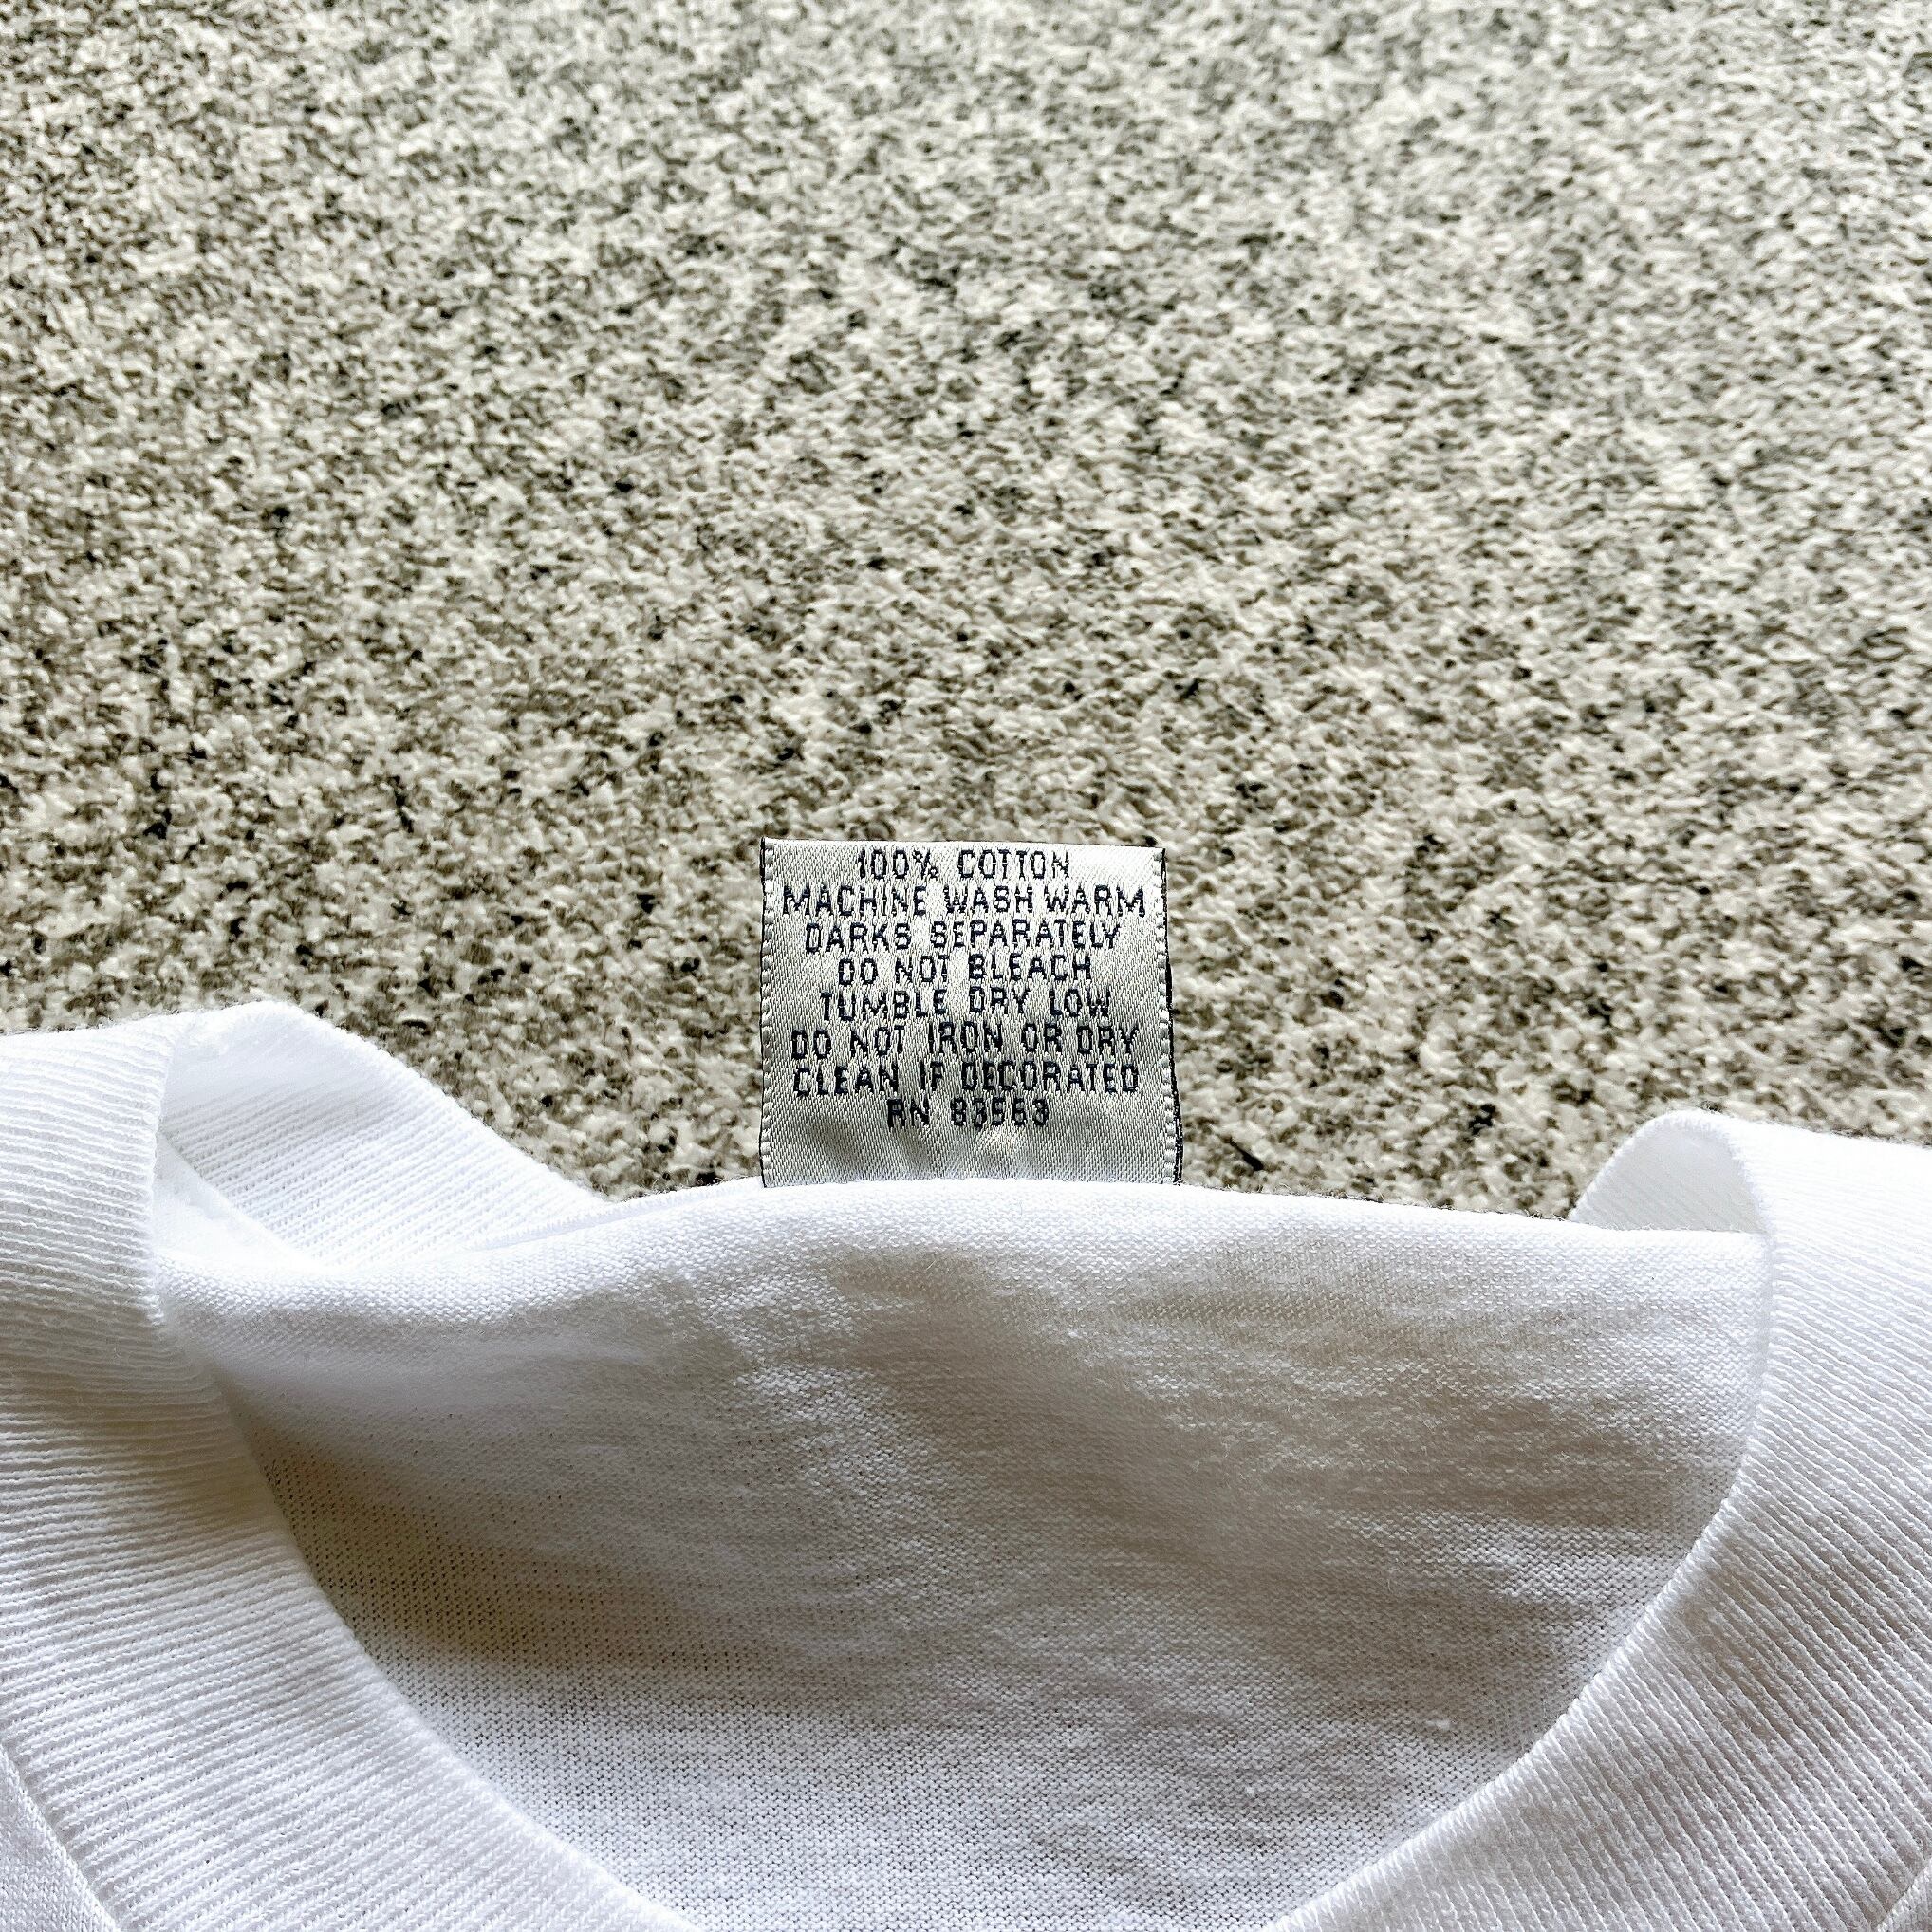 100% COTTON
MACHINE WASH WARM
DARKS SEPARATELY
DO NOT BLEACH
TUMBLE DRY LOW
DO NOT IRON OR DRY
CLEAN IF DECORATED
RN 83563